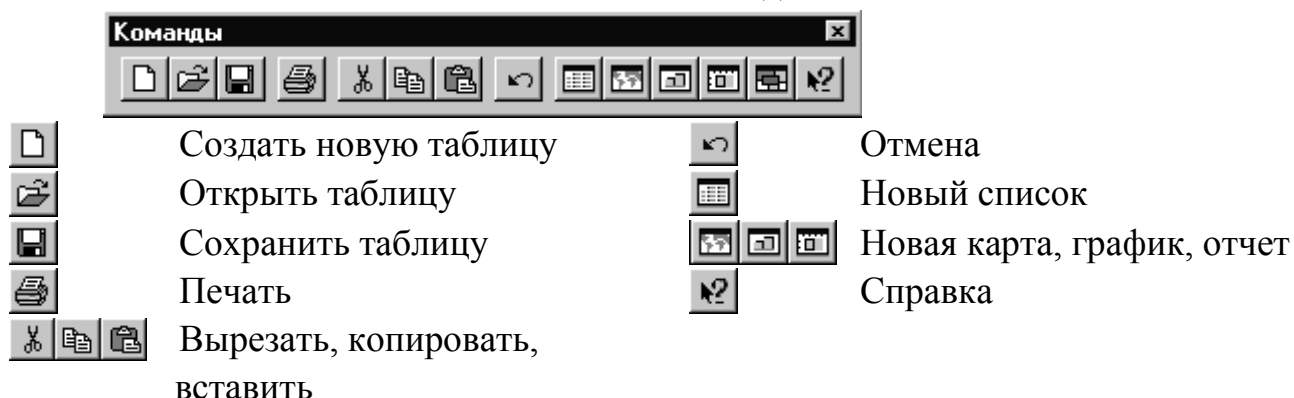 Команды
Создать новую таблицу
Открыть таблицу
Сохранить таблицу
Печать
Вырезать, копировать,
вставить
Отмена
Новый список
Новая карта, график, отчет
Справка